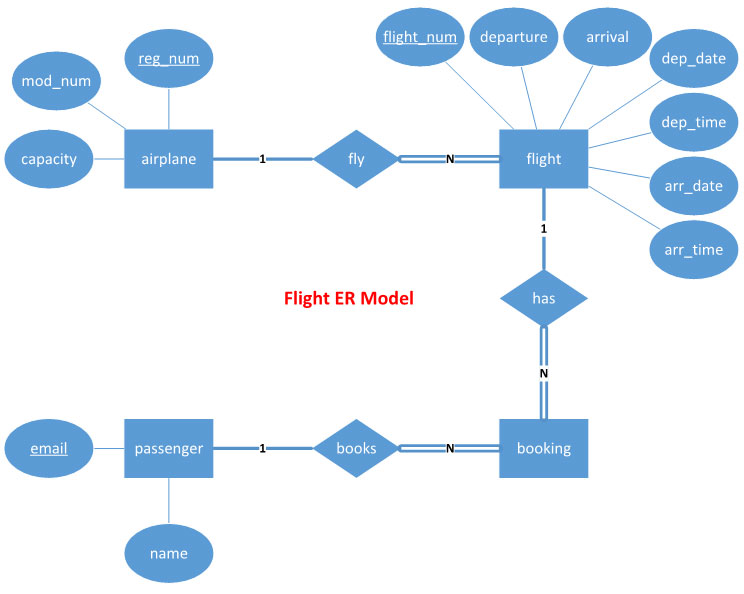 flight_num
departure
arrival
reg_num
dep_date
mod_num
dep_time
capacity
airplane
1
fly
N
flight
arr_date
1
arr_time
Flight ER Model
has
N
email
passenger
1
books
N
booking
name